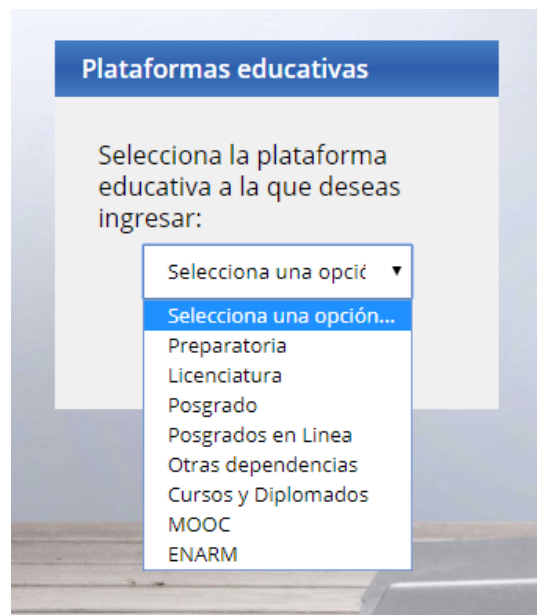 Plataformas educativas
Selecciona la plataforma
educativa a la que deseas
ingresar:
Selecciona una opció
Selecciona una opción...
Preparatoria
Licenciatura
Posgrado
Posgrados en Linea
Otras dependencias
Cursos y Diplomados
MOOC
ENARM